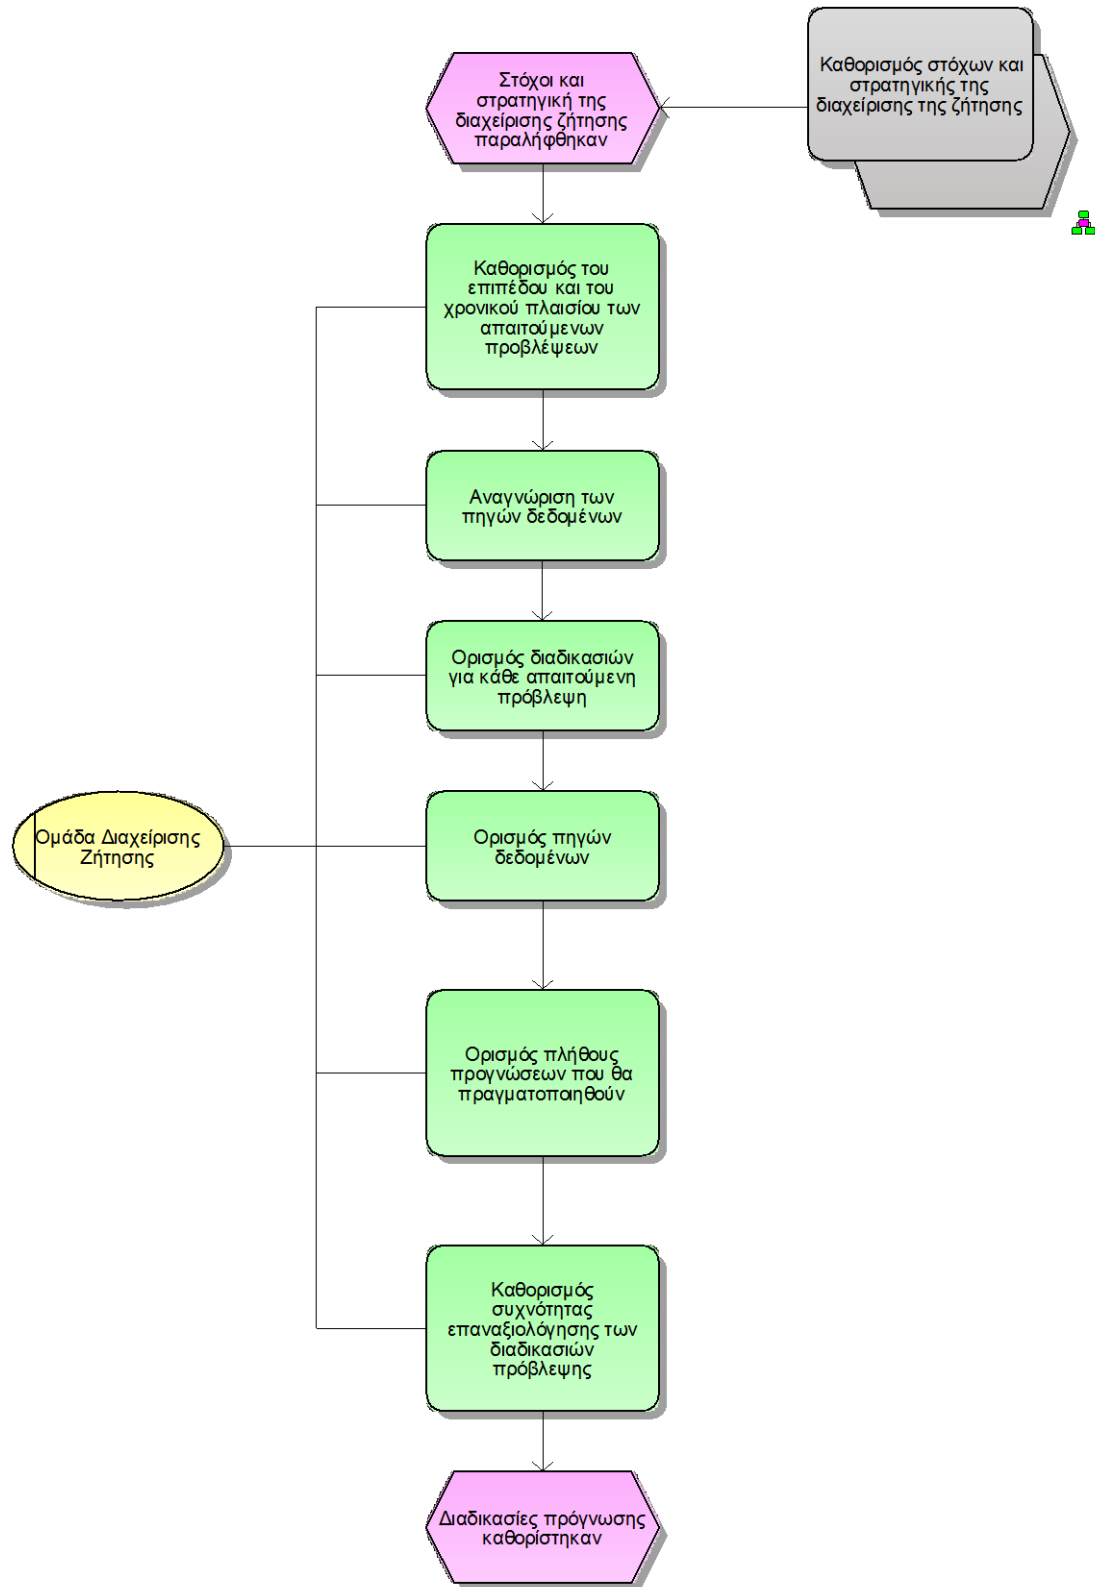 Στόχοι και
στρατηγική της
διαχείρισης ζήτησης
παραλήφθηκαν
Καθορισμός στόχων και
στρατηγικής της
διαχείρισης της ζήτησης
Καθορισμός του
επιπέδου και του
χρονικού πλαισίου των
απαιτούμενων
προβλέψεων
Αναγνώριση των
πηγών δεδομένων
Ορισμός διαδικασιών
για κάθε απαιτούμενη
πρόβλεψη
Ομάδα Διαχείρισης
Ζήτησης
Ορισμός πηγών
δεδομένων
Ορισμός πλήθους
προγνώσεων που θα
πραγματοποιηθούν
Καθορισμός
συχνότητας
επαναξιολόγησης των
διαδικασιών
πρόβλεψης
Διαδικασίες πρόγνωσης
καθορίστηκαν